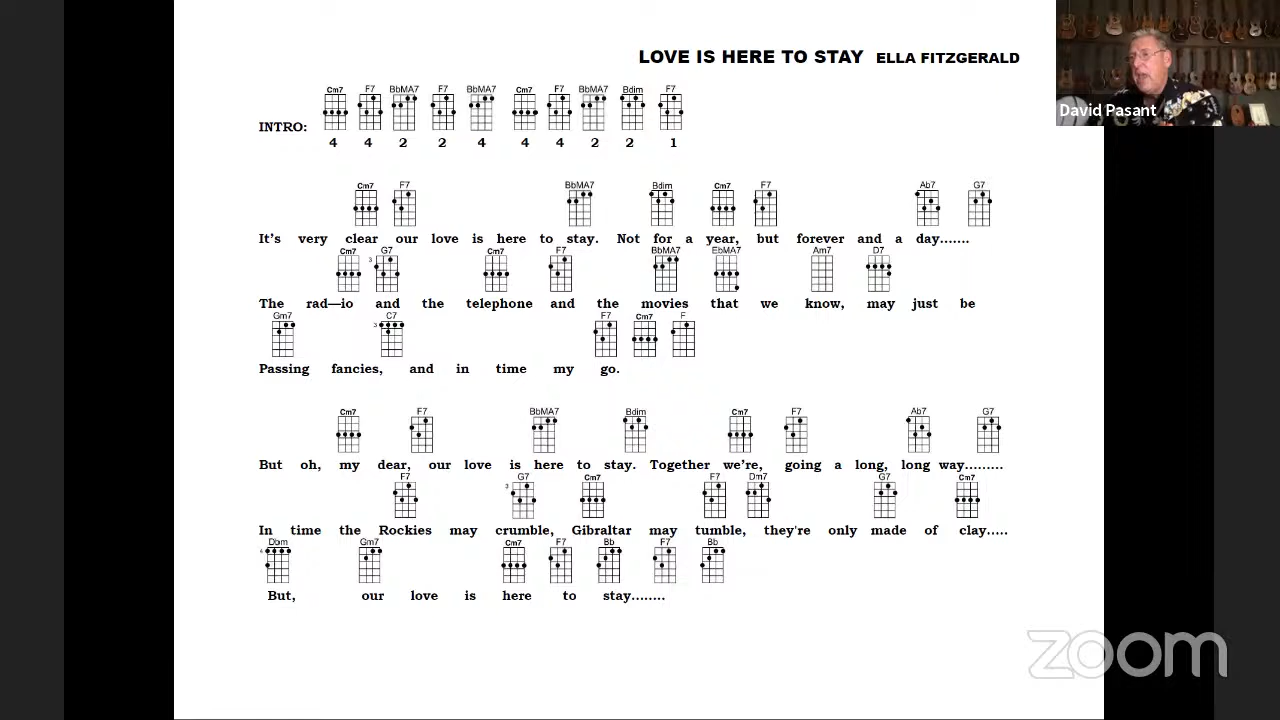 LOVE IS HERE TO STAY ELLA FITZGERALD
David Pasant
Cm7 F7 BbMA7 F7 BbMA7 Cm7 F7 BbMA7 Bdim F7
INTRO:
4 4 2 2 4 4 4 2 2 1
Cm7 F7 BbMA7 Bdim Cm7 F7 Ab7 G7
It's very clear our love is here to stay. Not for a year, but forever and a day.......
Cm7 G7 Cm7 F7 BbMA7 EbMA7 Am7 D7
3
The rad—io and the telephone and the movies that we know, may just be
Gm7 C7 F7 Cm7 F
3
Passing fancies, and in time my go.
Cm7 F7 BbMA7 Bdim Cm7 F7 Ab7 G7
But oh, my dear, our love is here to stay. Together we're, going a long, long way.........
F7 G7 Cm7 F7 Dm7 G7 Cm7
3
In time the Rockies may crumble, Gibraltar may tumble, they're only made of clay.....
Dbm Gm7 Cm7 F7 Bb F7 Bb
4
But, our love is here to stay........
zoom